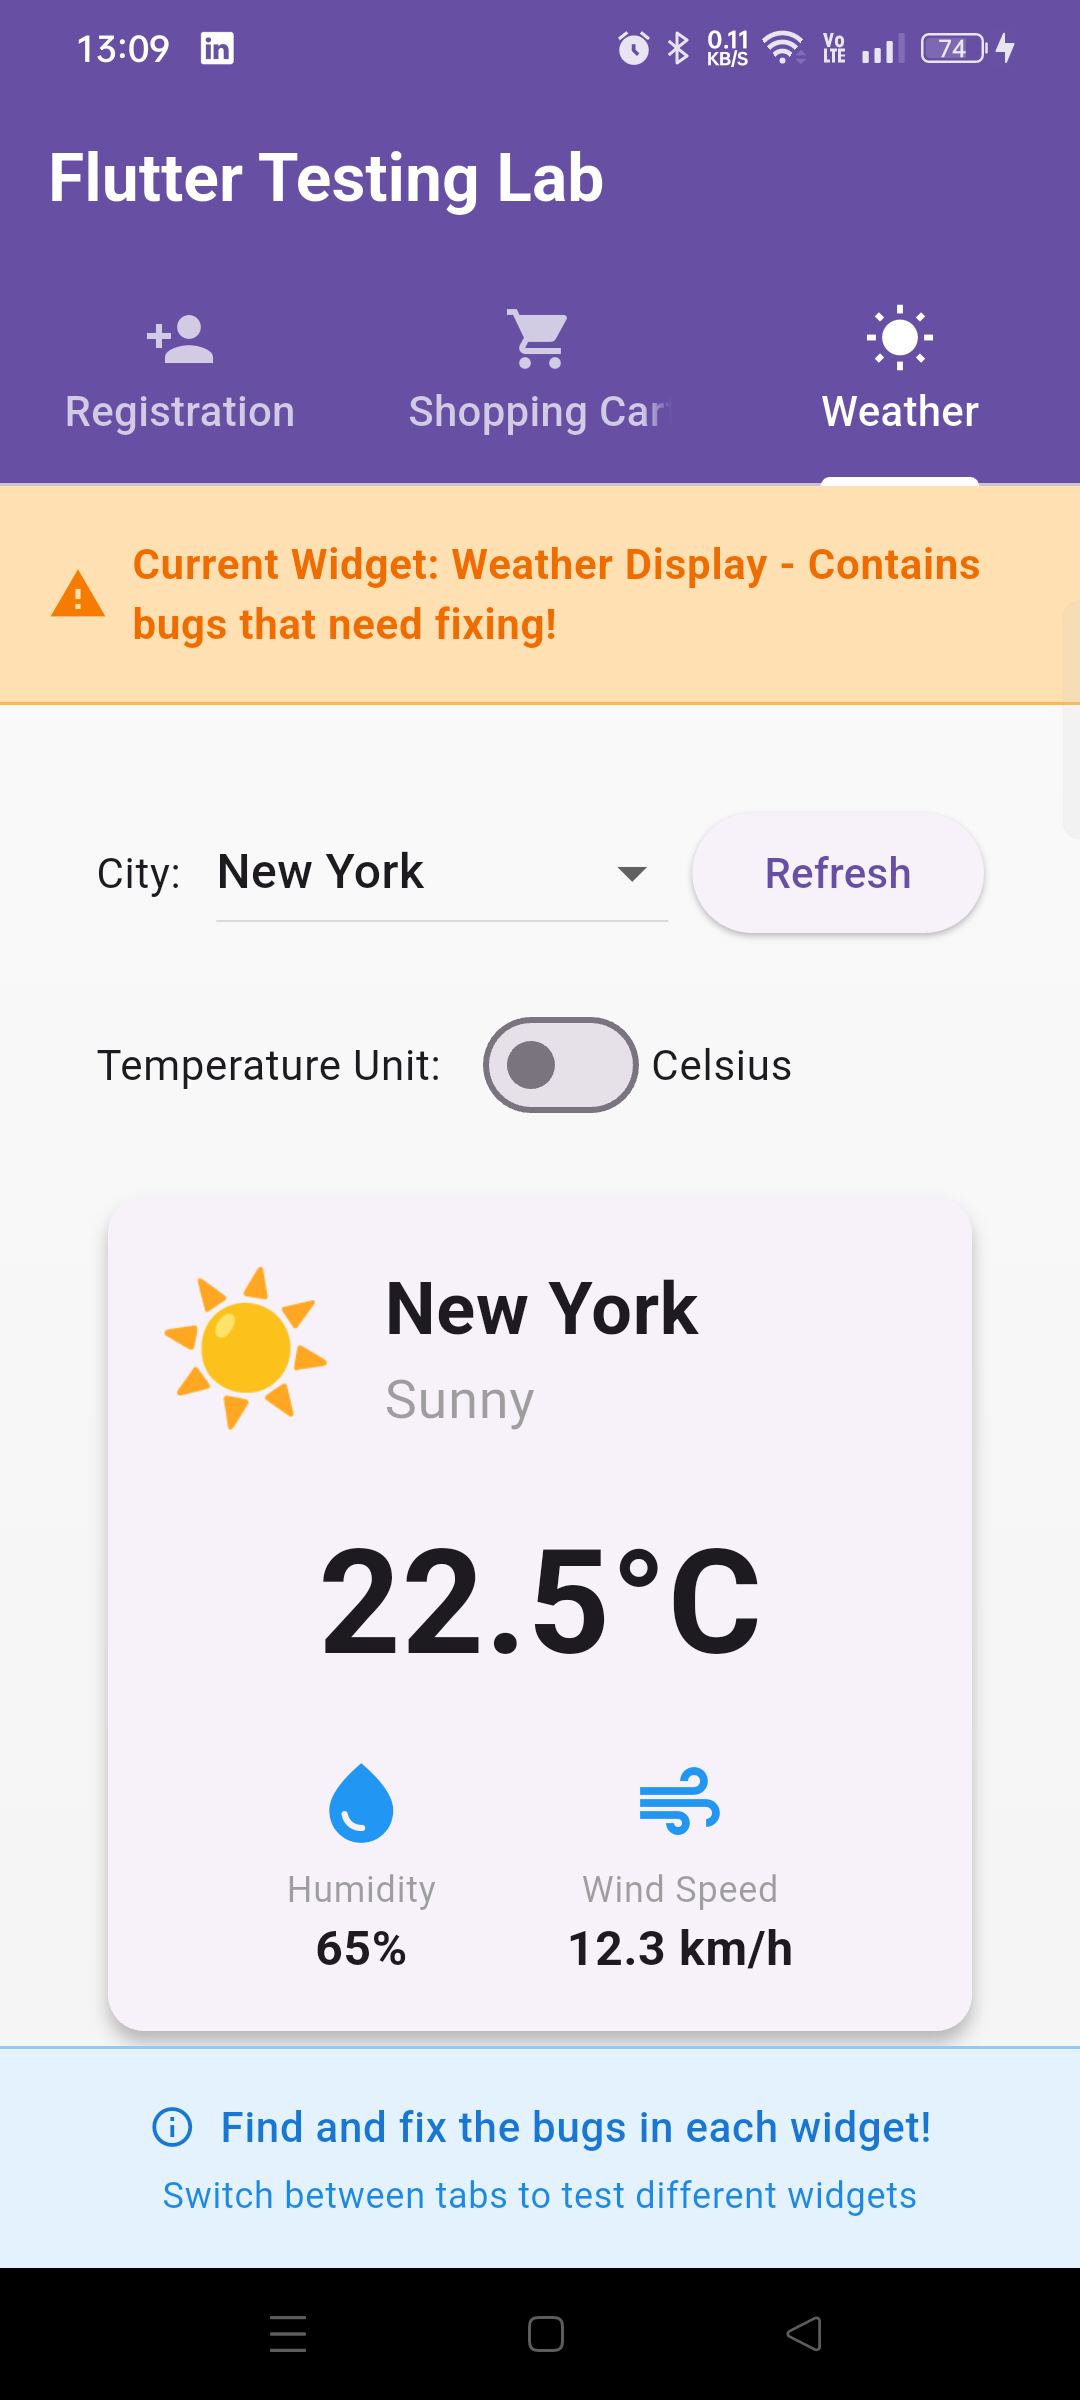 13:09 in 0.11 KB/S Vo LTE 74
Flutter Testing Lab
Registration Shopping Car Weather
Current Widget: Weather Display - Contains
bugs that need fixing!
City: New York Refresh
Temperature Unit: Celsius
New York
Sunny
22.5°C
Humidity Wind Speed
65% 12.3 km/h
Find and fix the bugs in each widget!
Switch between tabs to test different widgets